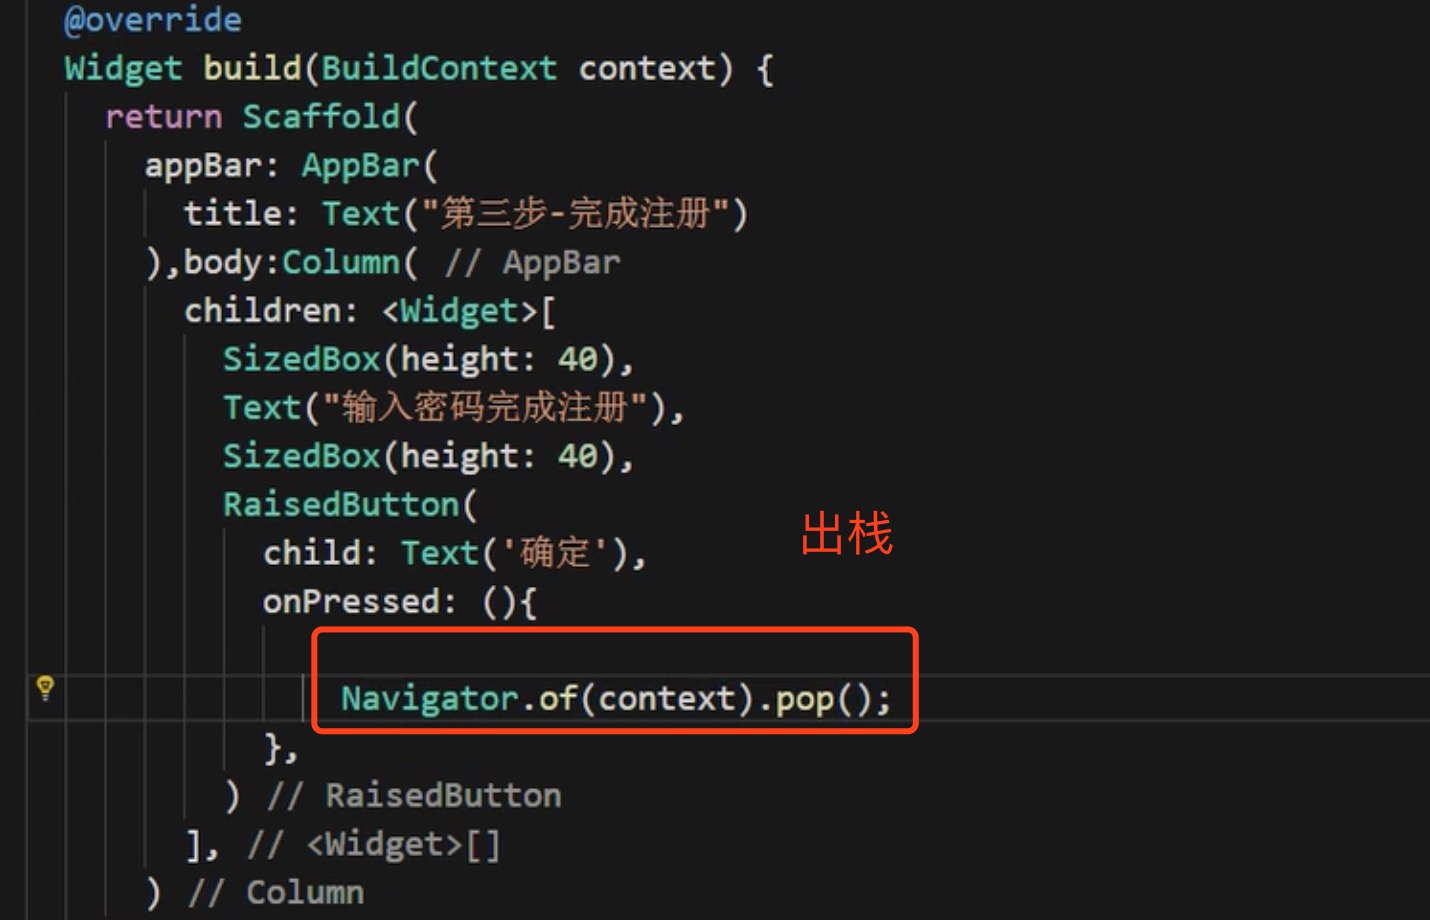 @override
Widget build(BuildContext context) {
return Scaffold(
appBar: AppBar(
title: Text("第三步-完成注册")
),body:Column( // AppBar
children: <Widget>[
SizedBox(height: 40),
Text("输入密码完成注册"),
SizedBox(height: 40),
RaisedButton(
child: Text('确定'),
出栈
onPressed: (){
Navigator.of(context).pop();
},
) // RaisedButton
], // <Widget>[]
) // Column